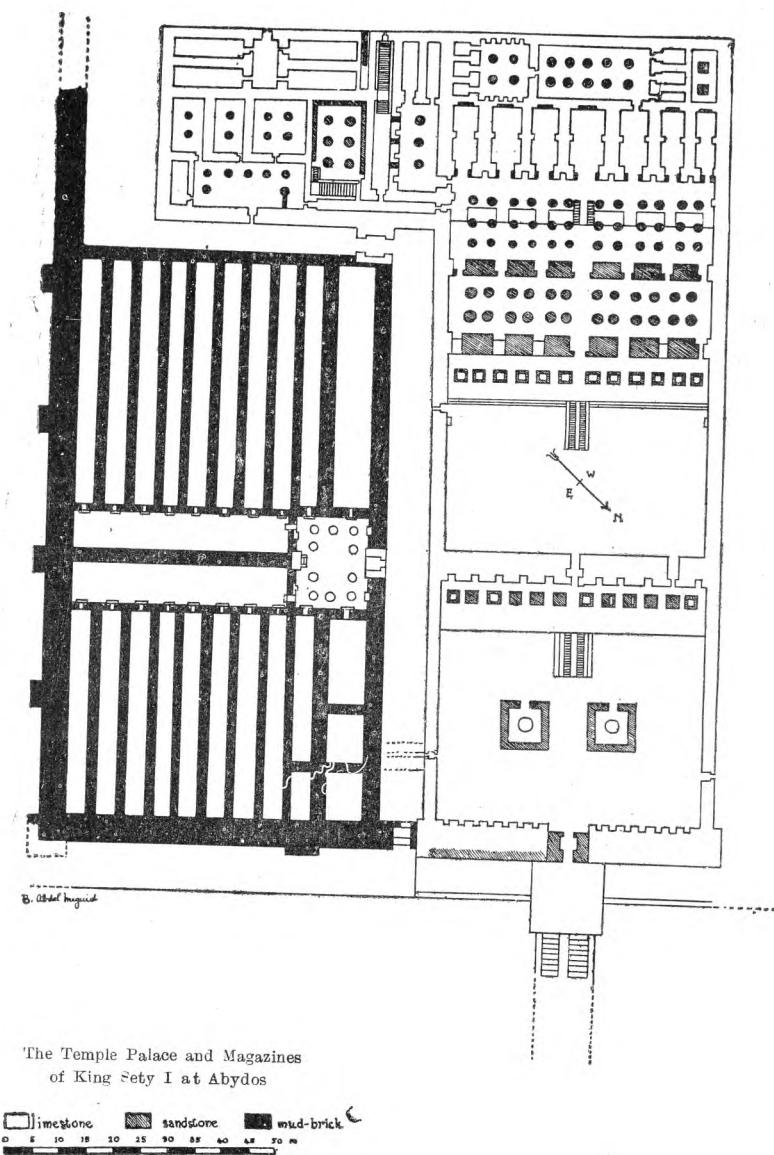 W
E
N
B. Abdel Meguid
The Temple Palace and Magazines
of King Sety I at Abydos
limestone sandstone mud-brick
0 5 10 15 20 25 30 35 40 45 50 m